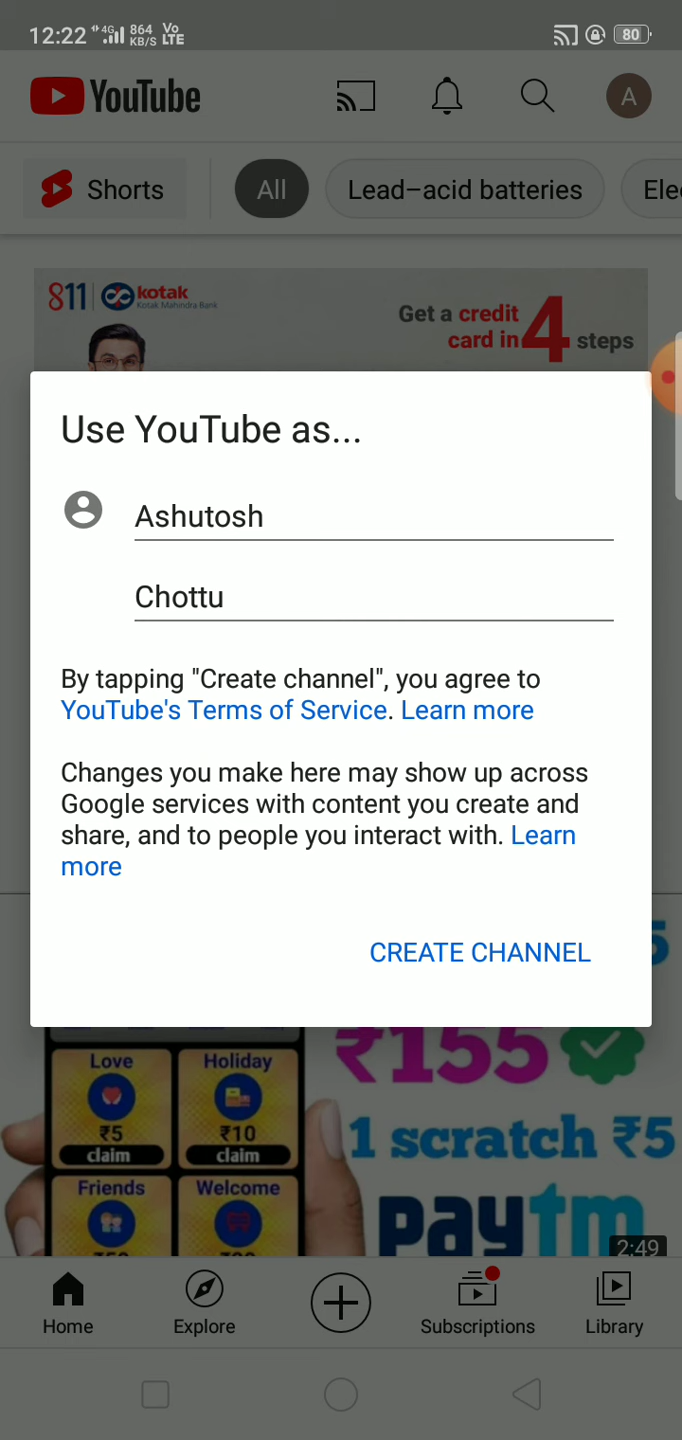 12:22 4G 864 KB/S Vo LTE 80
YouTube A
Shorts All Lead–acid batteries Ele
811 kotak
Kotak Mahindra Bank
Get a credit
card in 4 steps
Use YouTube as...
Ashutosh
Chottu
By tapping "Create channel", you agree to
YouTube's Terms of Service. Learn more
Changes you make here may show up across
Google services with content you create and
share, and to people you interact with. Learn
more
CREATE CHANNEL
5
₹155
Love Holiday
₹5 ₹10
claim claim
1 scratch ₹5
Friends Welcome
paytm
2:49
Home Explore Subscriptions Library